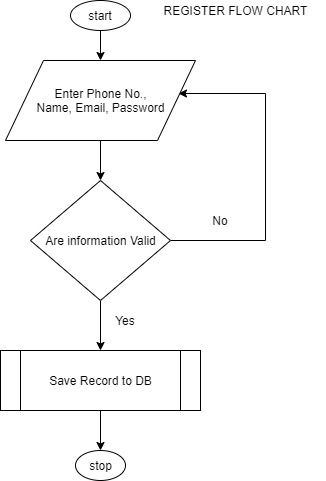 start
REGISTER FLOW CHART
Enter Phone No.,
Name, Email, Password
Are information Valid
No
Yes
Save Record to DB
stop